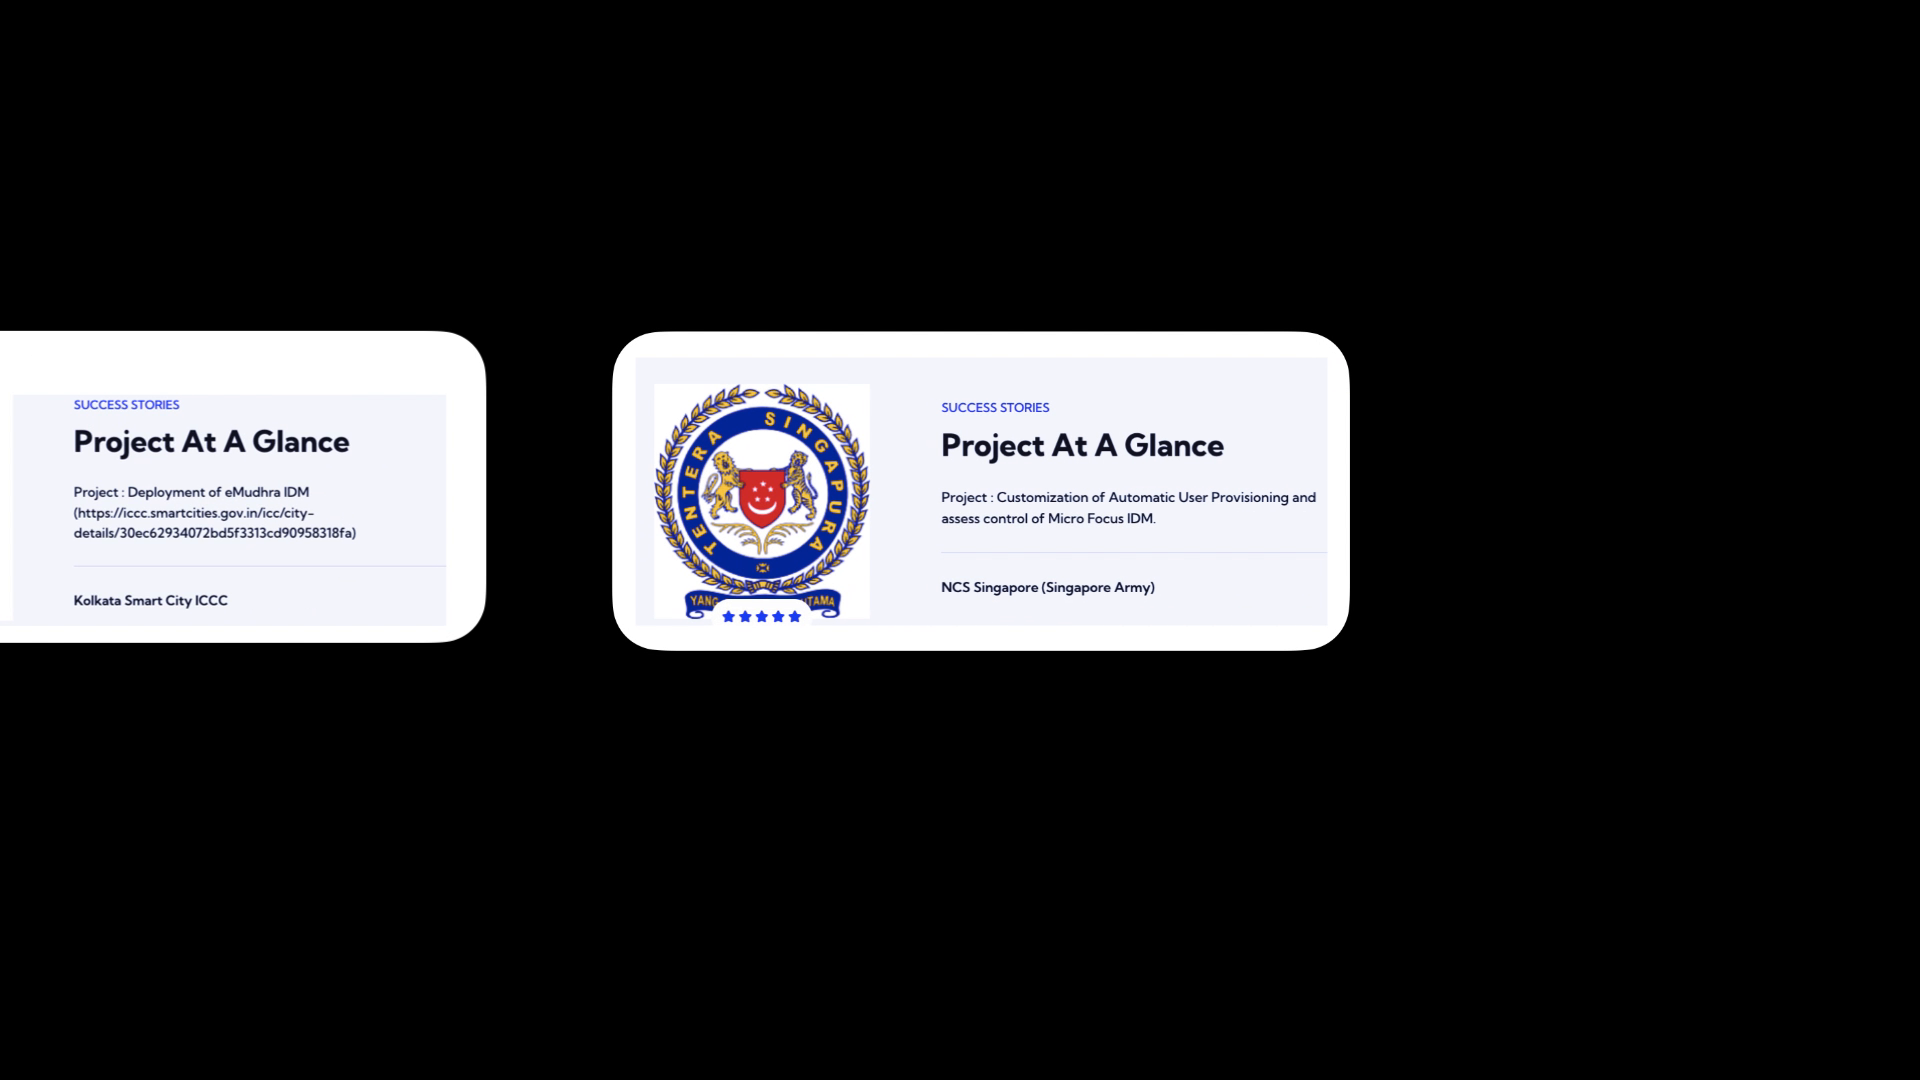 SUCCESS STORIES
Project At A Glance
Project : Deployment of eMudhra IDM
(https://iccc.smartcities.gov.in/icc/city-
details/30ec62934072bd5f3313cd90958318fa)
Kolkata Smart City ICCC
TENTERA SINGAPURA
YANG
UTAMA
SUCCESS STORIES
Project At A Glance
Project : Customization of Automatic User Provisioning and
assess control of Micro Focus IDM.
NCS Singapore (Singapore Army)